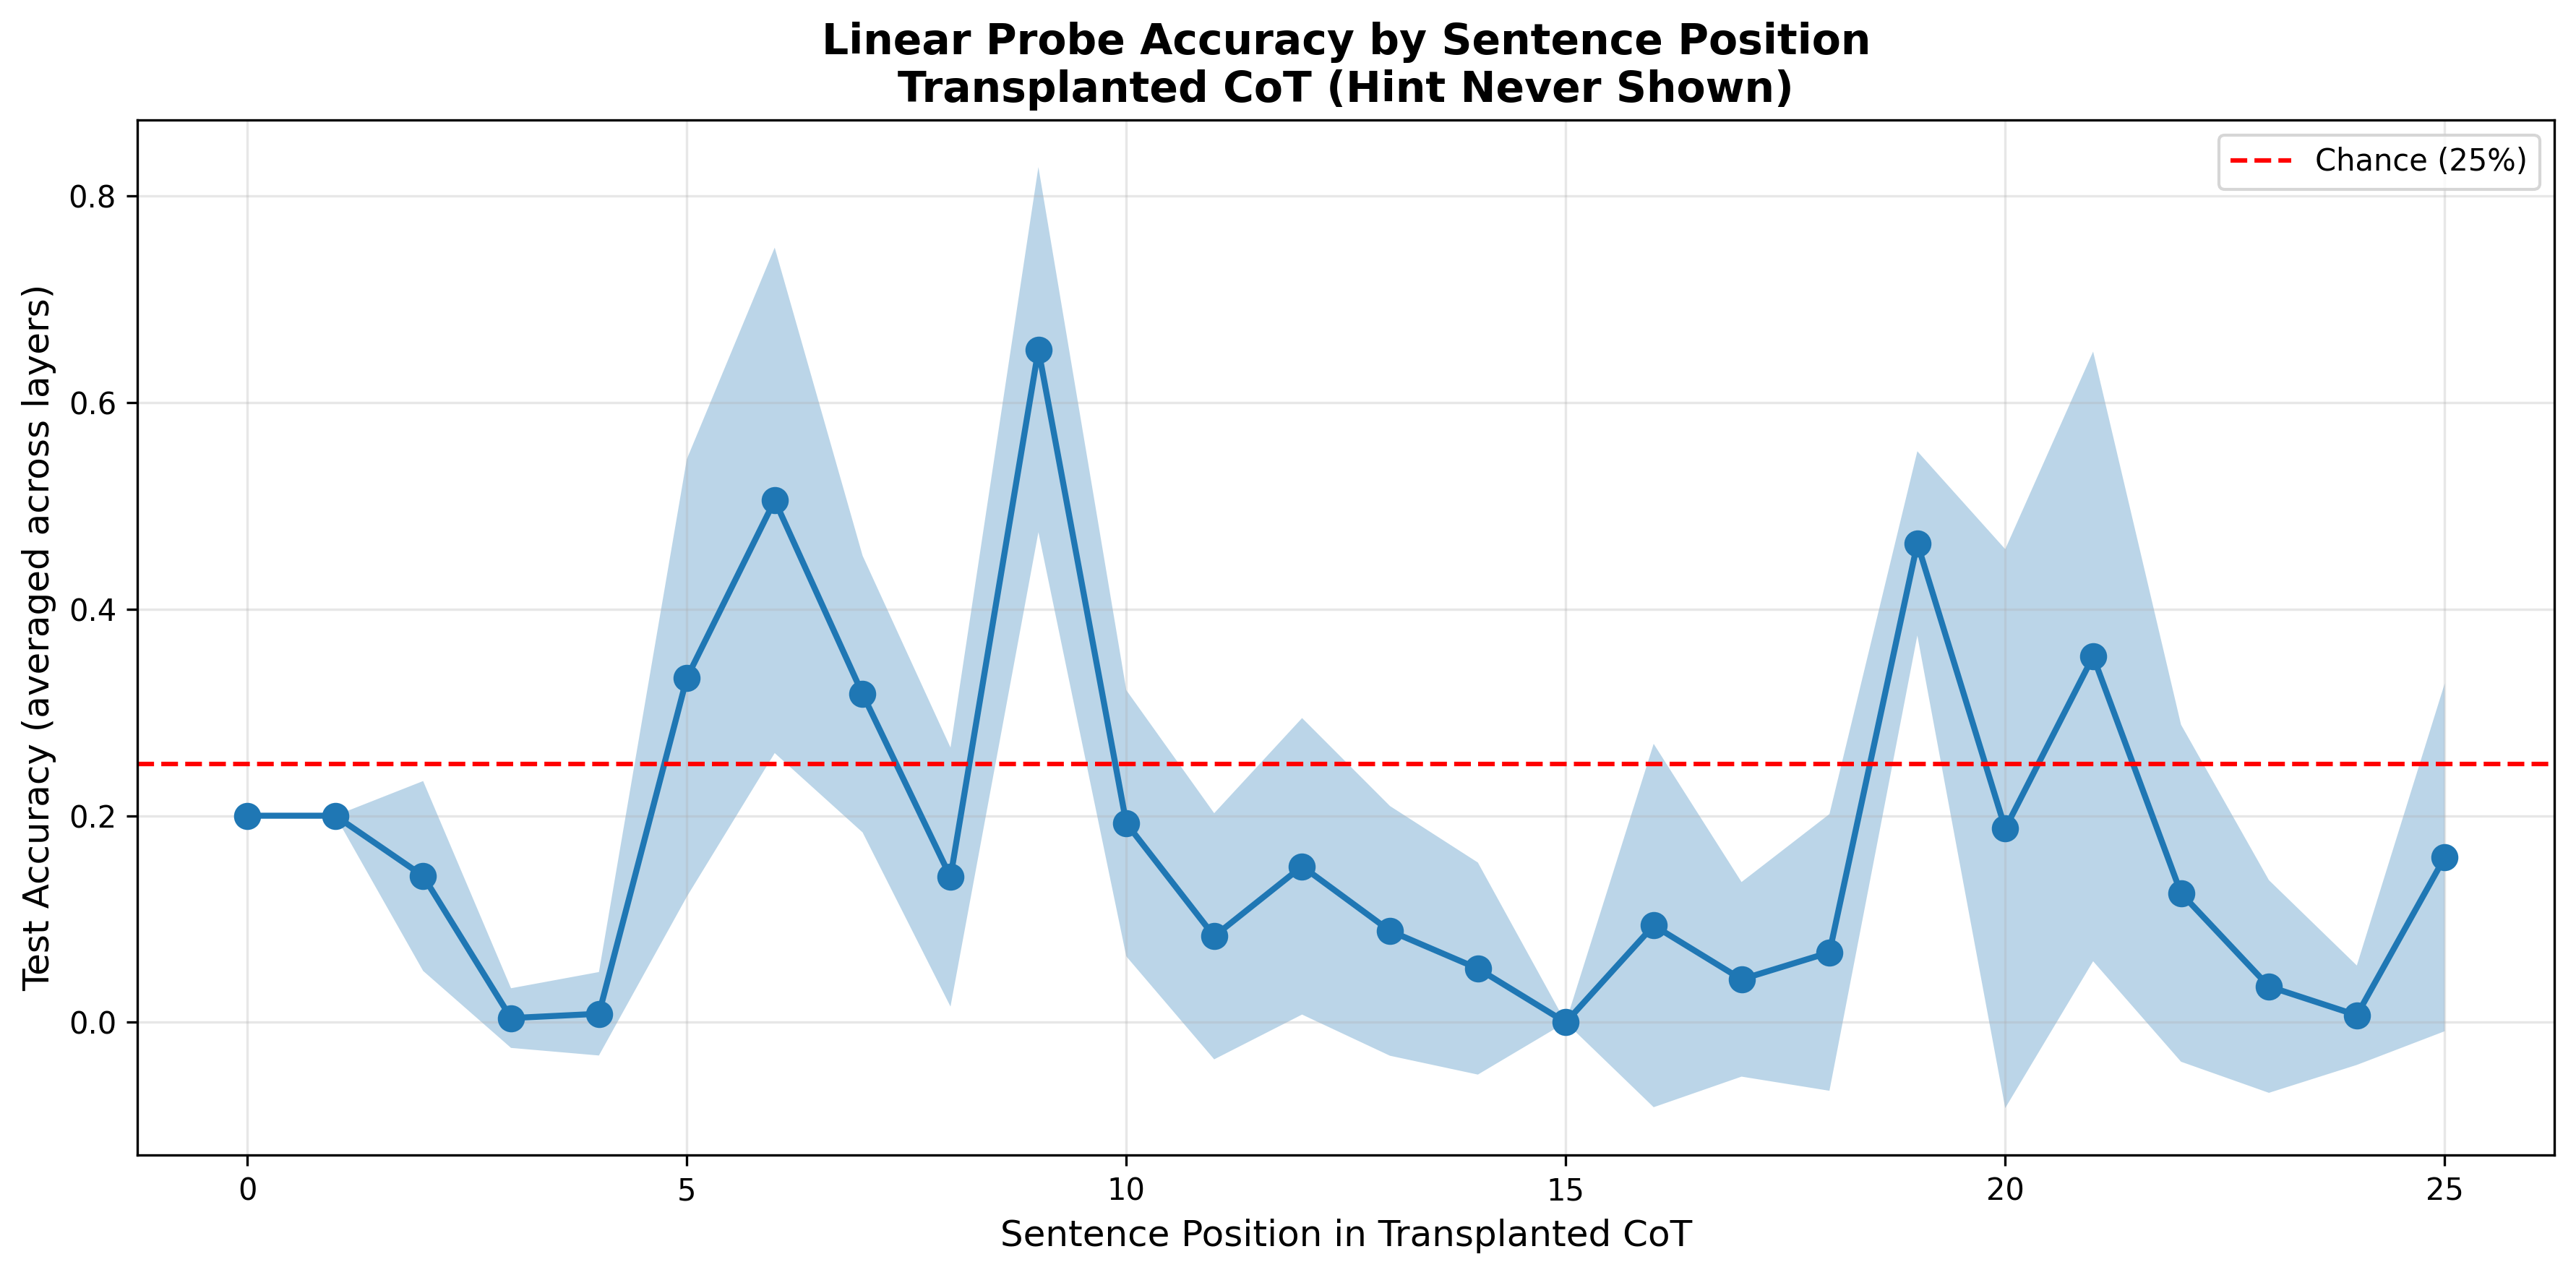 Linear Probe Accuracy by Sentence Position
Transplanted CoT (Hint Never Shown)
Chance (25%)
Test Accuracy (averaged across layers)
0.8
0.6
0.4
0.2
0.0
0
5
10
15
20
25
Sentence Position in Transplanted CoT